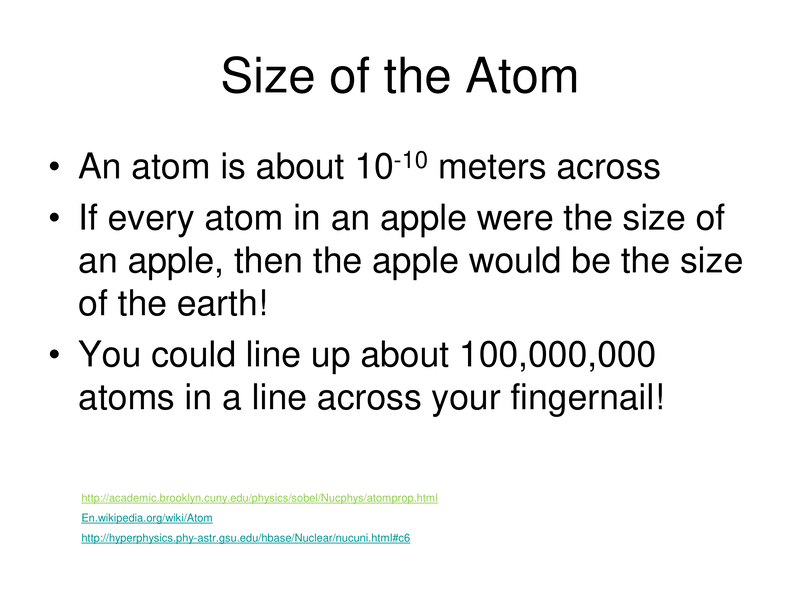 Size of the Atom
• An atom is about 10⁻¹⁰ meters across
• If every atom in an apple were the size of
an apple, then the apple would be the size
of the earth!
• You could line up about 100,000,000
atoms in a line across your fingernail!
http://academic.brooklyn.cuny.edu/physics/sobel/Nucphys/atomprop.html
En.wikipedia.org/wiki/Atom
http://hyperphysics.phy-astr.gsu.edu/hbase/Nuclear/nucuni.html#c6